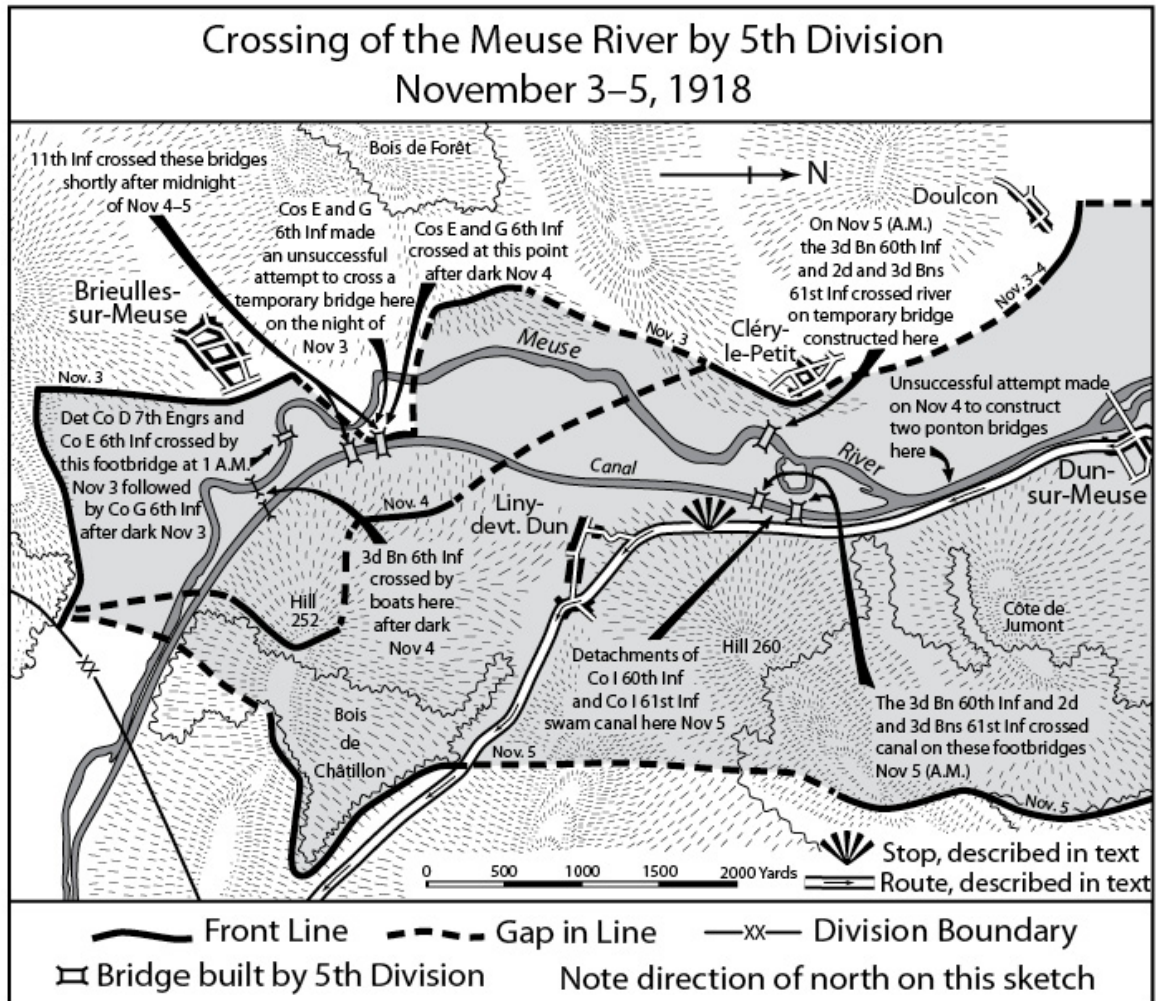 Crossing of the Meuse River by 5th Division
November 3–5, 1918
Bois de Forêt
N
11th Inf crossed these bridges
shortly after midnight
of Nov 4–5
Cos E and G
6th Inf made
an unsuccessful
attempt to cross a
temporary bridge here
on the night of
Nov 3
Cos E and G 6th Inf
crossed at this point
after dark Nov 4
Doulcon
On Nov 5 (A.M.)
the 3d Bn 60th Inf
and 2d and 3d Bns
61st Inf crossed river
on temporary bridge
constructed here
Brieulles-
sur-Meuse
Nov. 3
Meuse
Nov. 3
Cléry-
le-Petit
Nov. 3–4
Unsuccessful attempt made
on Nov 4 to construct
two ponton bridges
here
Det Co D 7th Engrs and
Co E 6th Inf crossed by
this footbridge at 1 A.M.
Nov 3 followed
by Co G 6th Inf
after dark Nov 3
Canal
River
Dun-
sur-Meuse
Nov. 4
Liny-
devt. Dun
3d Bn 6th Inf
crossed by
boats here
after dark
Nov 4
Hill
252
Côte de
Jumont
Hill 260
Detachments of
Co I 60th Inf
and Co I 61st Inf
swam canal here Nov 5
The 3d Bn 60th Inf and 2d
and 3d Bns 61st Inf crossed
canal on these footbridges
Nov 5 (A.M.)
XX
Bois
de
Châtillon
Nov. 5
Nov. 5
0 500 1000 1500 2000 Yards
Stop, described in text
Route, described in text
Front Line
Gap in Line
XX
Division Boundary
Bridge built by 5th Division
Note direction of north on this sketch